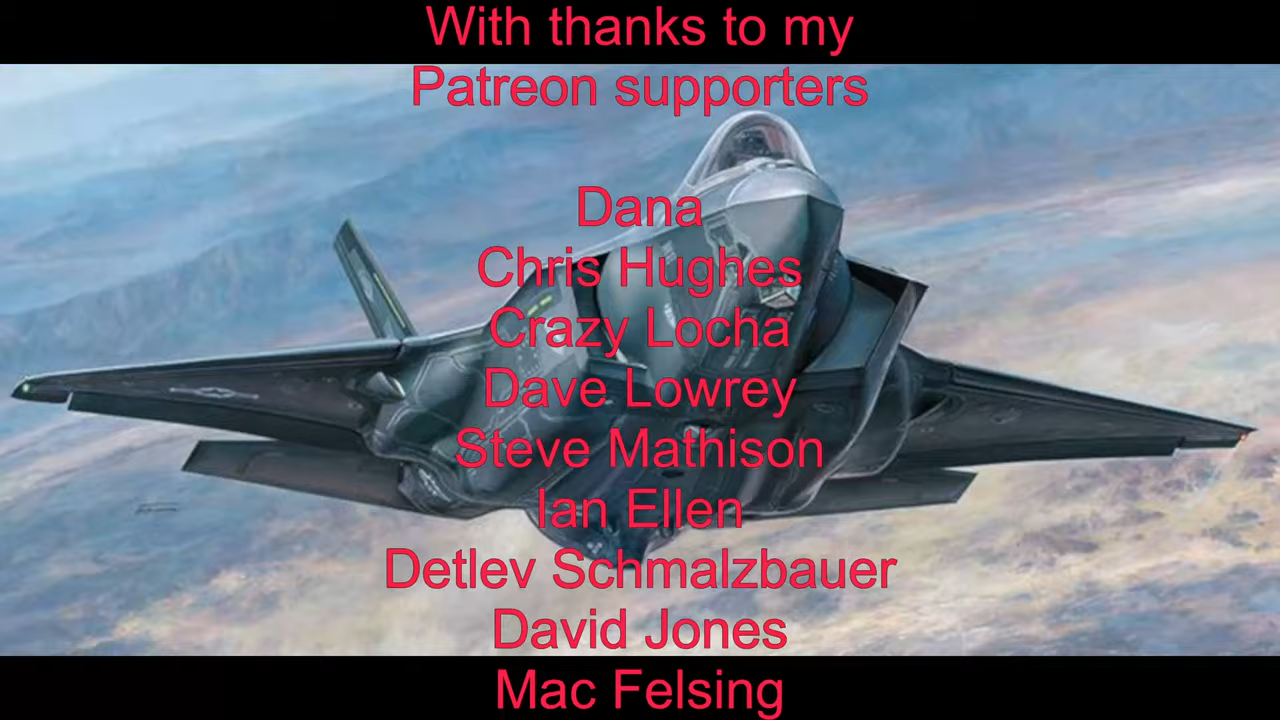 With thanks to my
Patreon supporters
Dana
Chris Hughes
Crazy Locha
Dave Lowrey
Steve Mathison
Ian Ellen
Detlev Schmalzbauer
David Jones
Mac Felsing